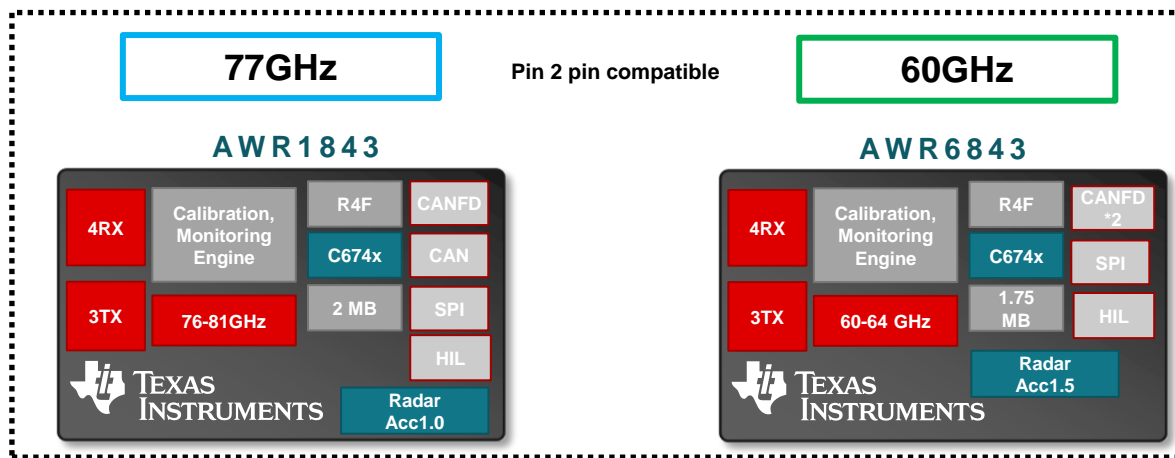 77GHz
Pin 2 pin compatible
60GHz
AWR1843
4RX
Calibration,
Monitoring
Engine
R4F
CANFD
C674x
CAN
3TX
76-81GHz
2 MB
SPI
HIL
TEXAS
INSTRUMENTS
Radar
Acc1.0
AWR6843
4RX
Calibration,
Monitoring
Engine
R4F
CANFD
*2
C674x
SPI
3TX
60-64 GHz
1.75
MB
HIL
Radar
Acc1.5
TEXAS
INSTRUMENTS